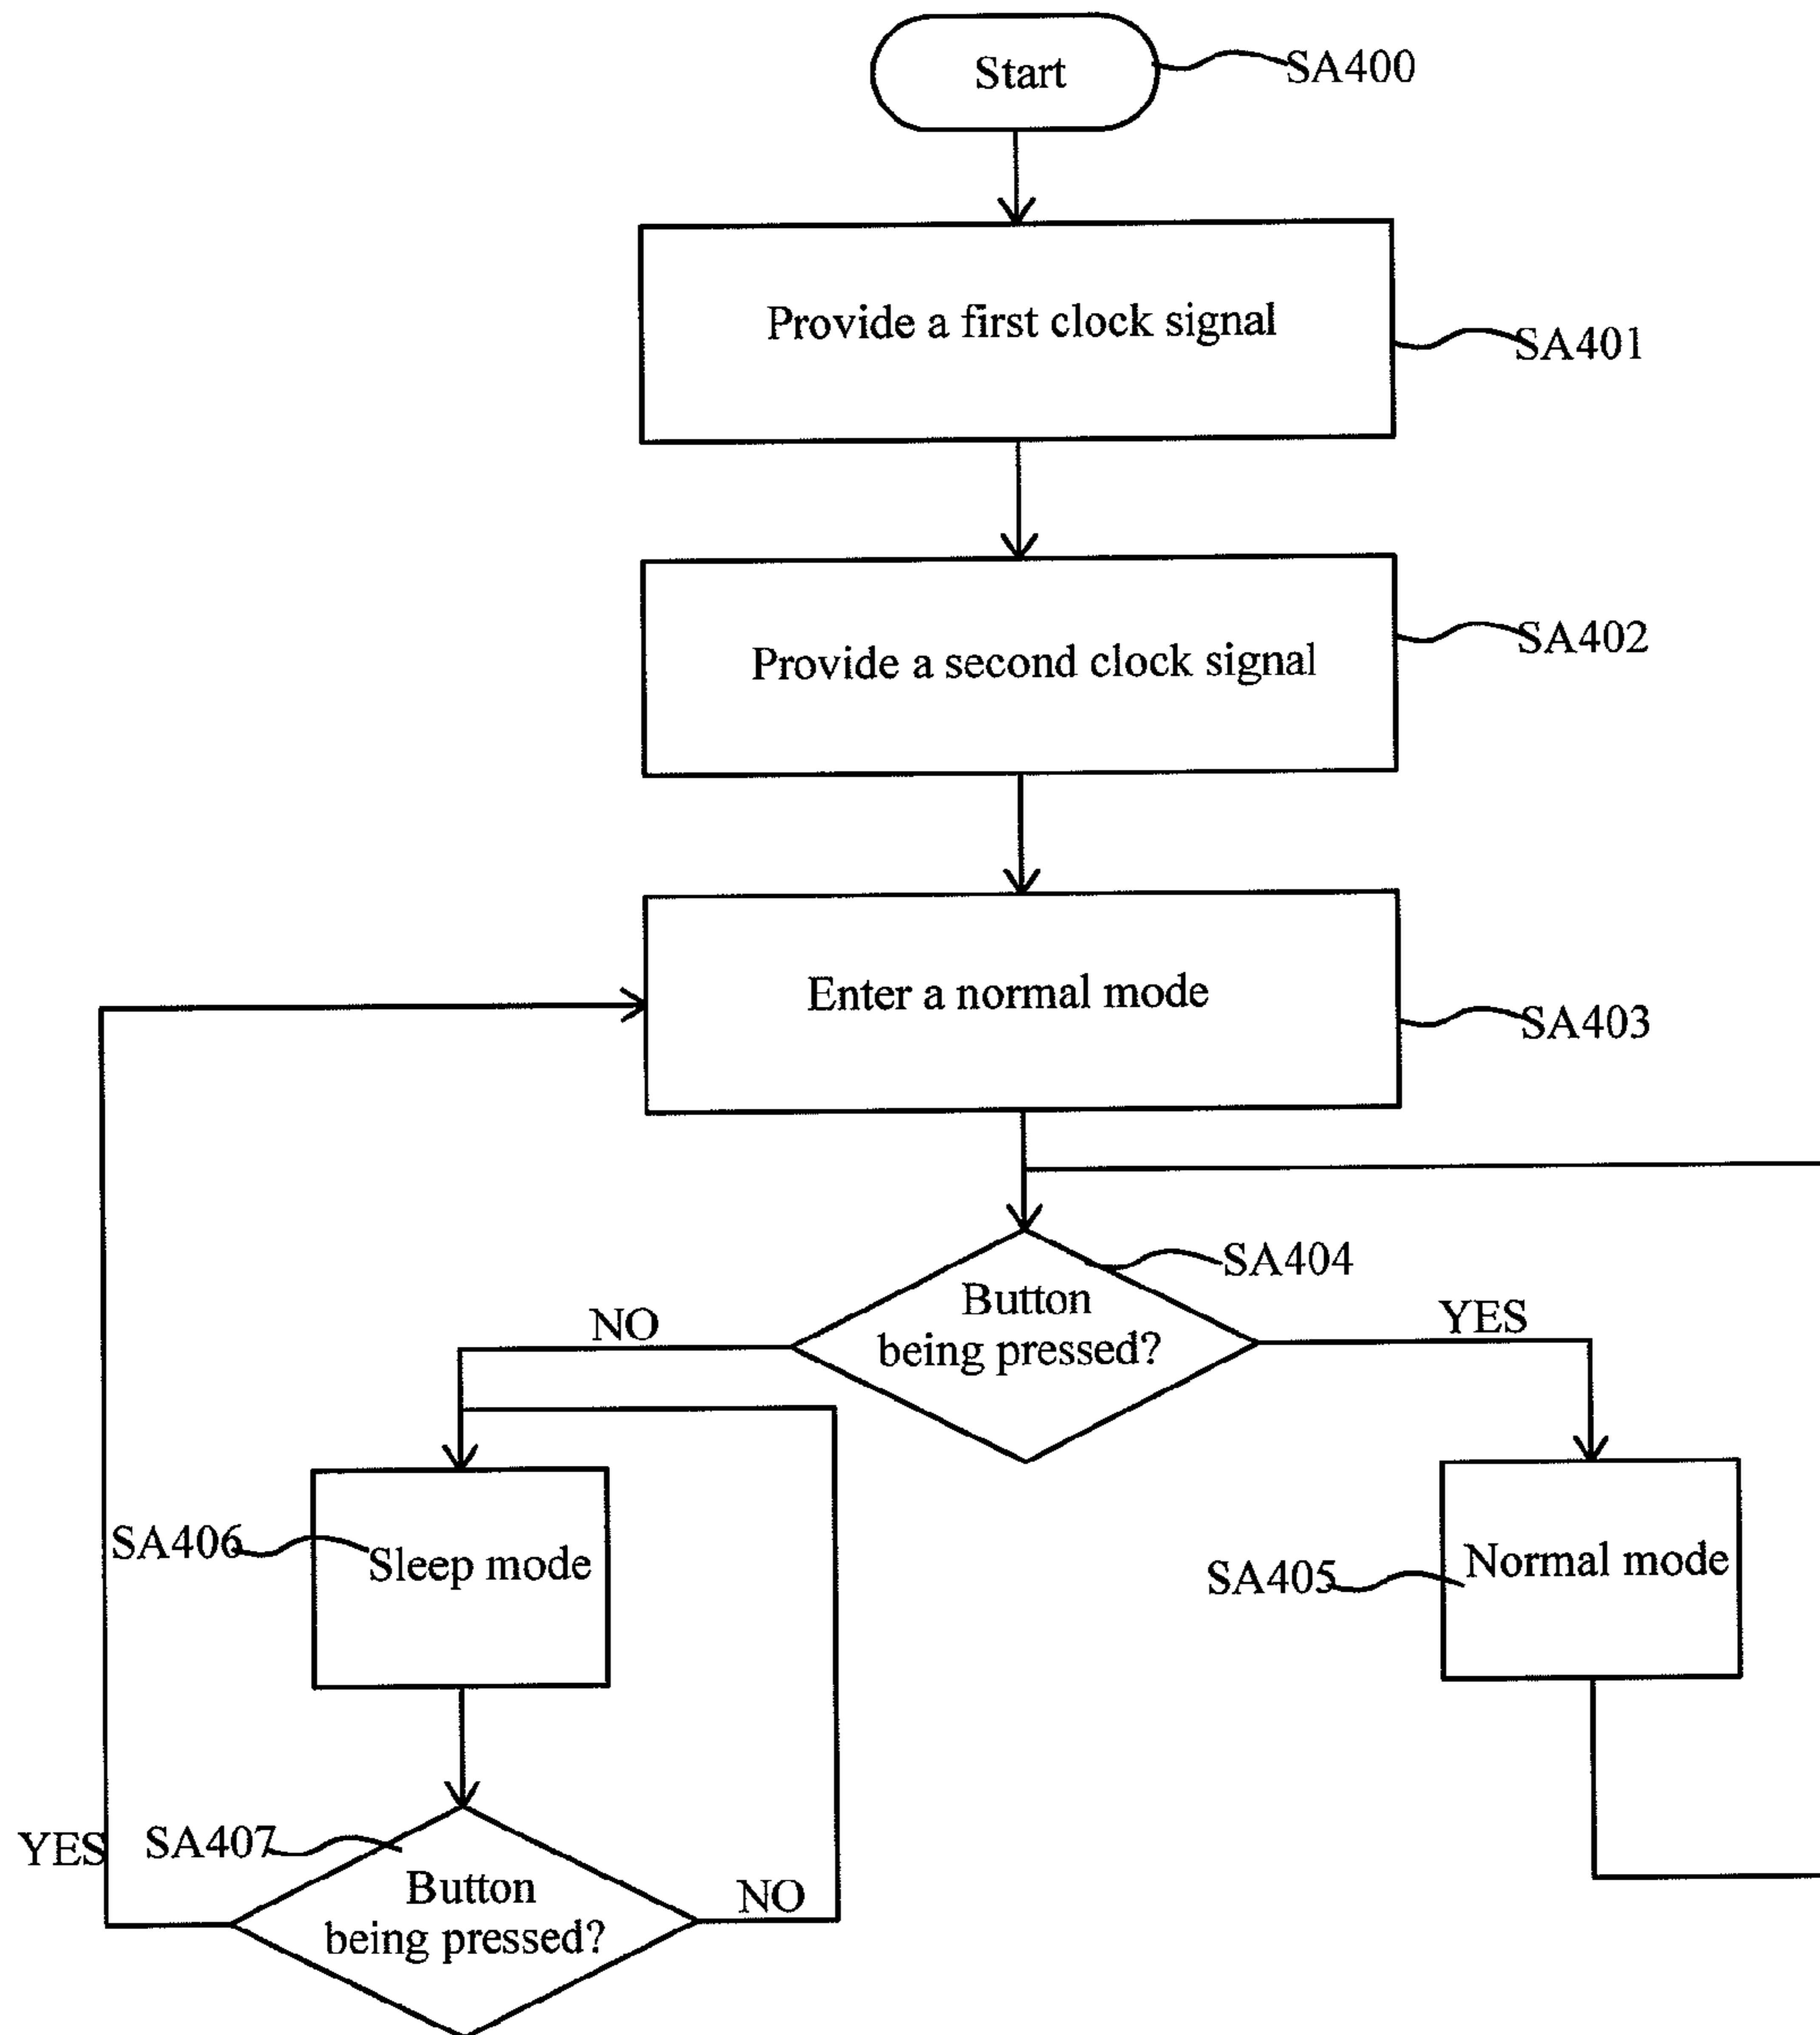 Start
SA400
Provide a first clock signal
SA401
Provide a second clock signal
SA402
Enter a normal mode
SA403
SA404
Button
being pressed?
NO
YES
SA406
Sleep mode
SA405
Normal mode
YES
SA407
Button
being pressed?
NO